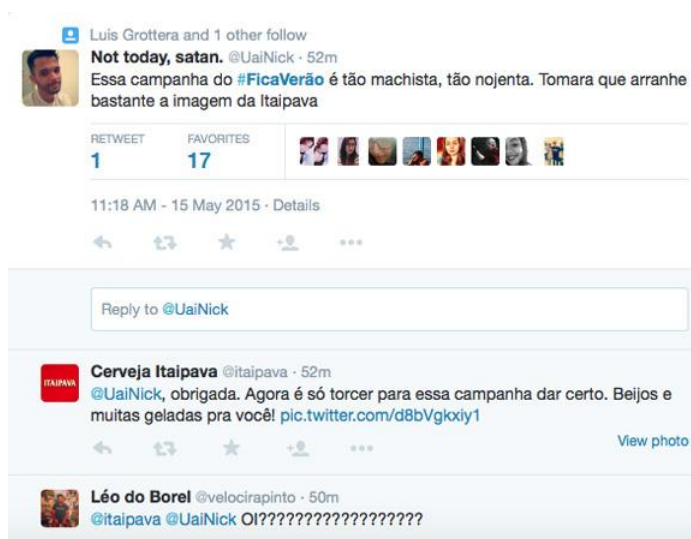 Luis Grottera and 1 other follow
Not today, satan. @UaiNick · 52m
Essa campanha do #FicaVerão é tão machista, tão nojenta. Tomara que arranhe
bastante a imagem da Itaipava
RETWEET FAVORITES
1 17
11:18 AM - 15 May 2015 · Details
Reply to @UaiNick
ITAIPAVA
Cerveja Itaipava @itaipava · 52m
@UaiNick, obrigada. Agora é só torcer para essa campanha dar certo. Beijos e
muitas geladas pra você! pic.twitter.com/d8bVgkxiy1
View photo
Léo do Borel @velocirapinto · 50m
@itaipava @UaiNick OI???????????????????